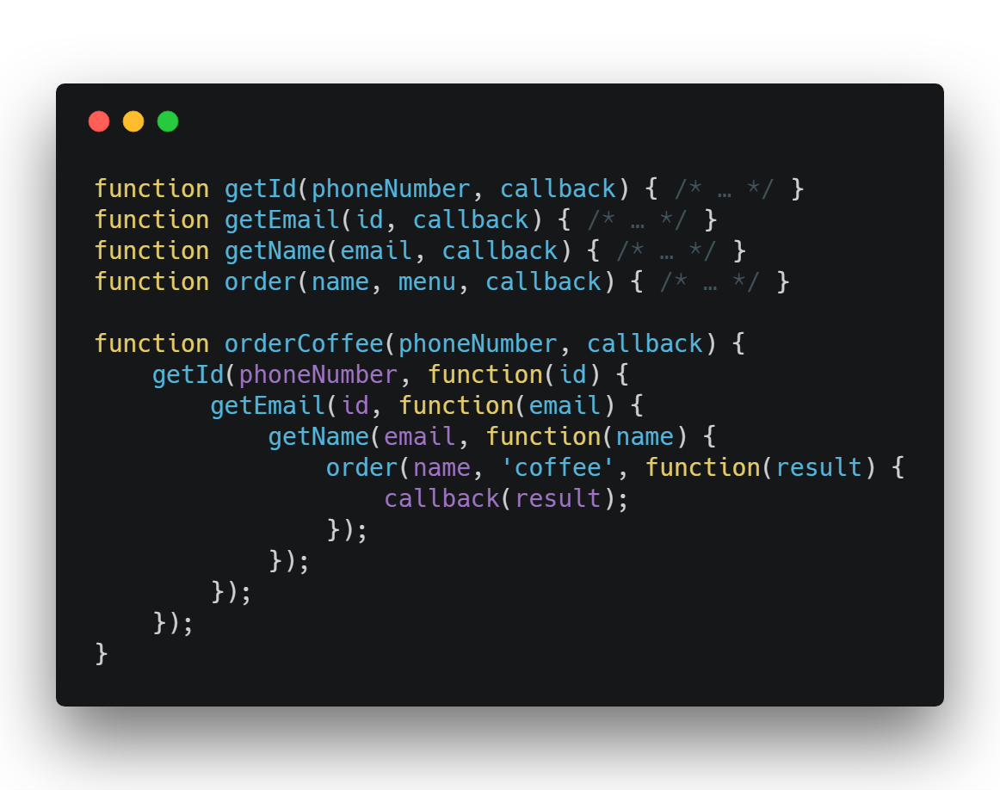 function getId(phoneNumber, callback) { /* … */ }
function getEmail(id, callback) { /* … */ }
function getName(email, callback) { /* … */ }
function order(name, menu, callback) { /* … */ }

function orderCoffee(phoneNumber, callback) {
    getId(phoneNumber, function(id) {
        getEmail(id, function(email) {
            getName(email, function(name) {
                order(name, 'coffee', function(result) {
                    callback(result);
                });
            });
        });
    });
}